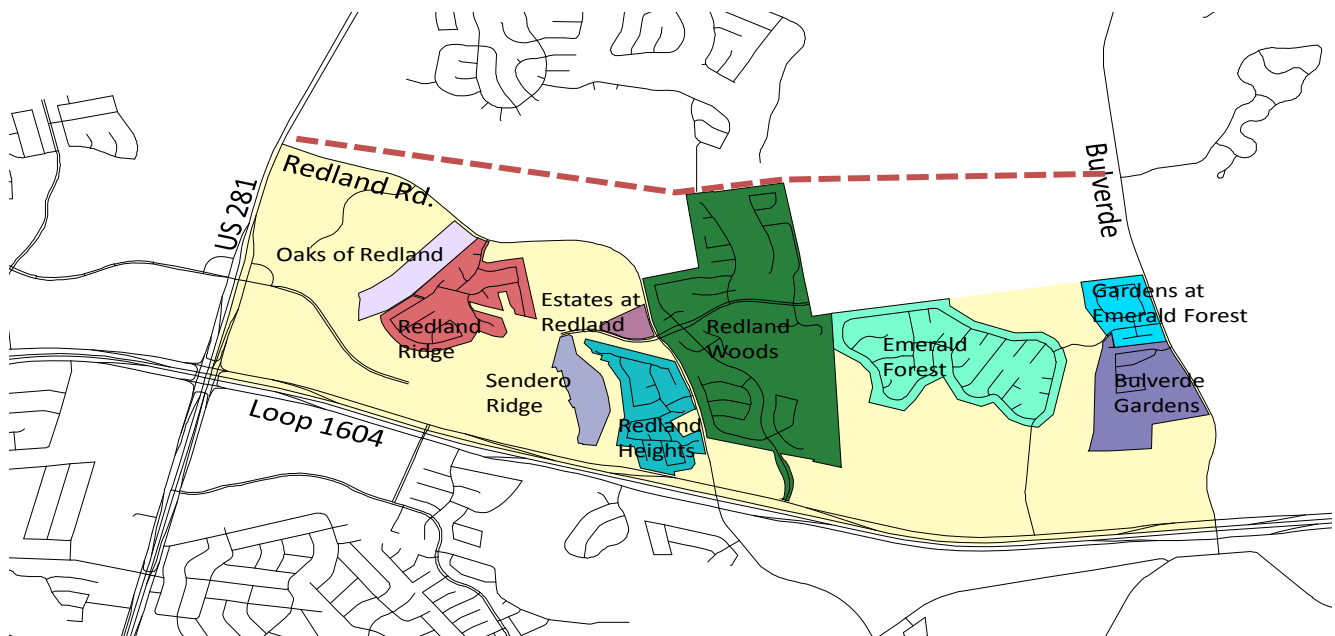 Redland Rd.
US 281
Bulverde
Oaks of Redland
Redland
Ridge
Estates at
Redland
Redland
Woods
Gardens at
Emerald Forest
Emerald
Forest
Sendero
Ridge
Bulverde
Gardens
Loop 1604
Redland
Heights